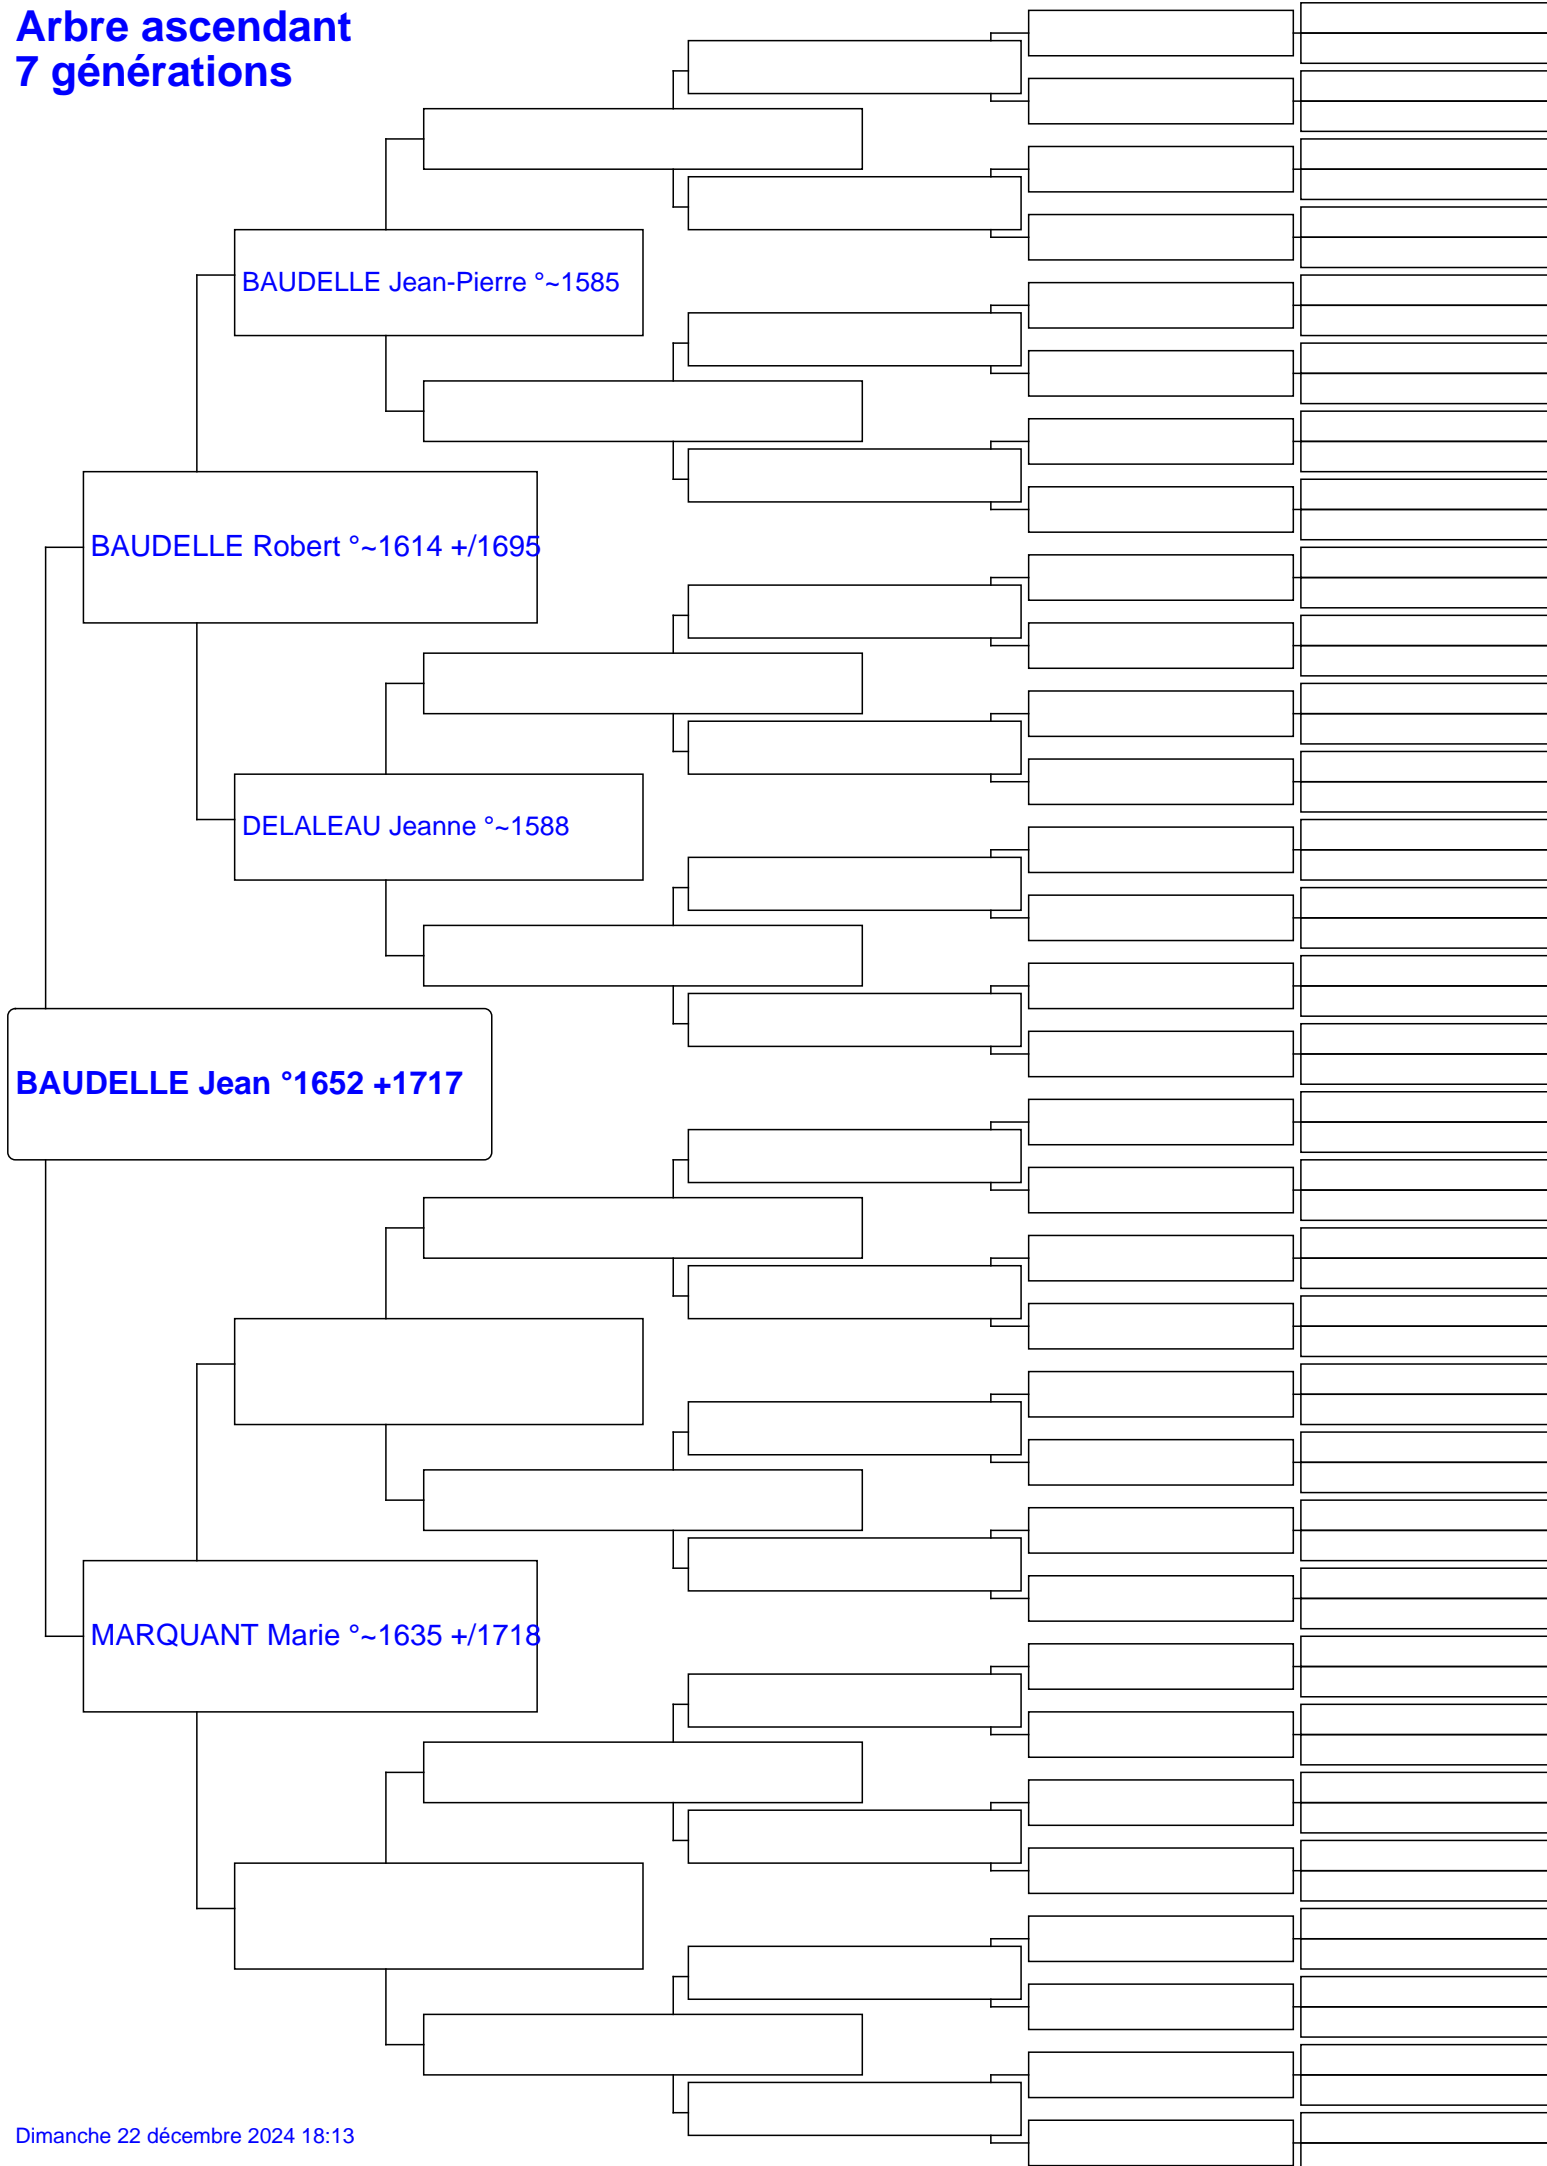 Arbre ascendant
7 générations
BAUDELLE Jean-Pierre °~1585
BAUDELLE Robert °~1614 +/1695
DELALEAU Jeanne °~1588
BAUDELLE Jean °1652 +1717
MARQUANT Marie °~1635 +/1718
Dimanche 22 décembre 2024 18:13